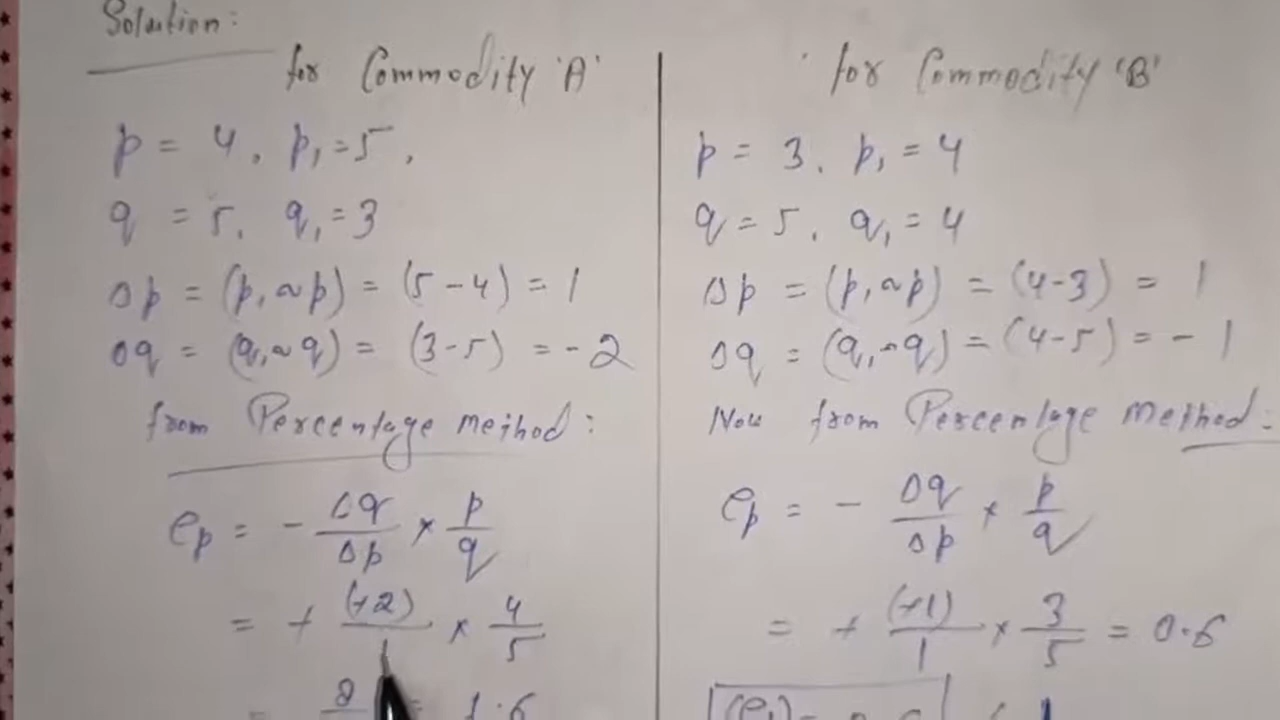 Solution:
for Commodity 'A'
p = 4, p₁ = 5,
q = 5, q₁ = 3
Δp = (p₁ ~ p) = (5 - 4) = 1
Δq = (q₁ ~ q) = (3 - 5) = - 2
from Percentage method:
eₚ = - Δq/Δp × p/q
= + (+2)/1 × 4/5
= 8 = 1.6
for Commodity 'B'
p = 3, p₁ = 4
q = 5, q₁ = 4
Δp = (p₁ ~ p) = (4-3) = 1
Δq = (q₁ ~ q) = (4-5) = - 1
Now from Percentage method:
eₚ = - Δq/Δp × p/q
= + (+1)/1 × 3/5 = 0.6